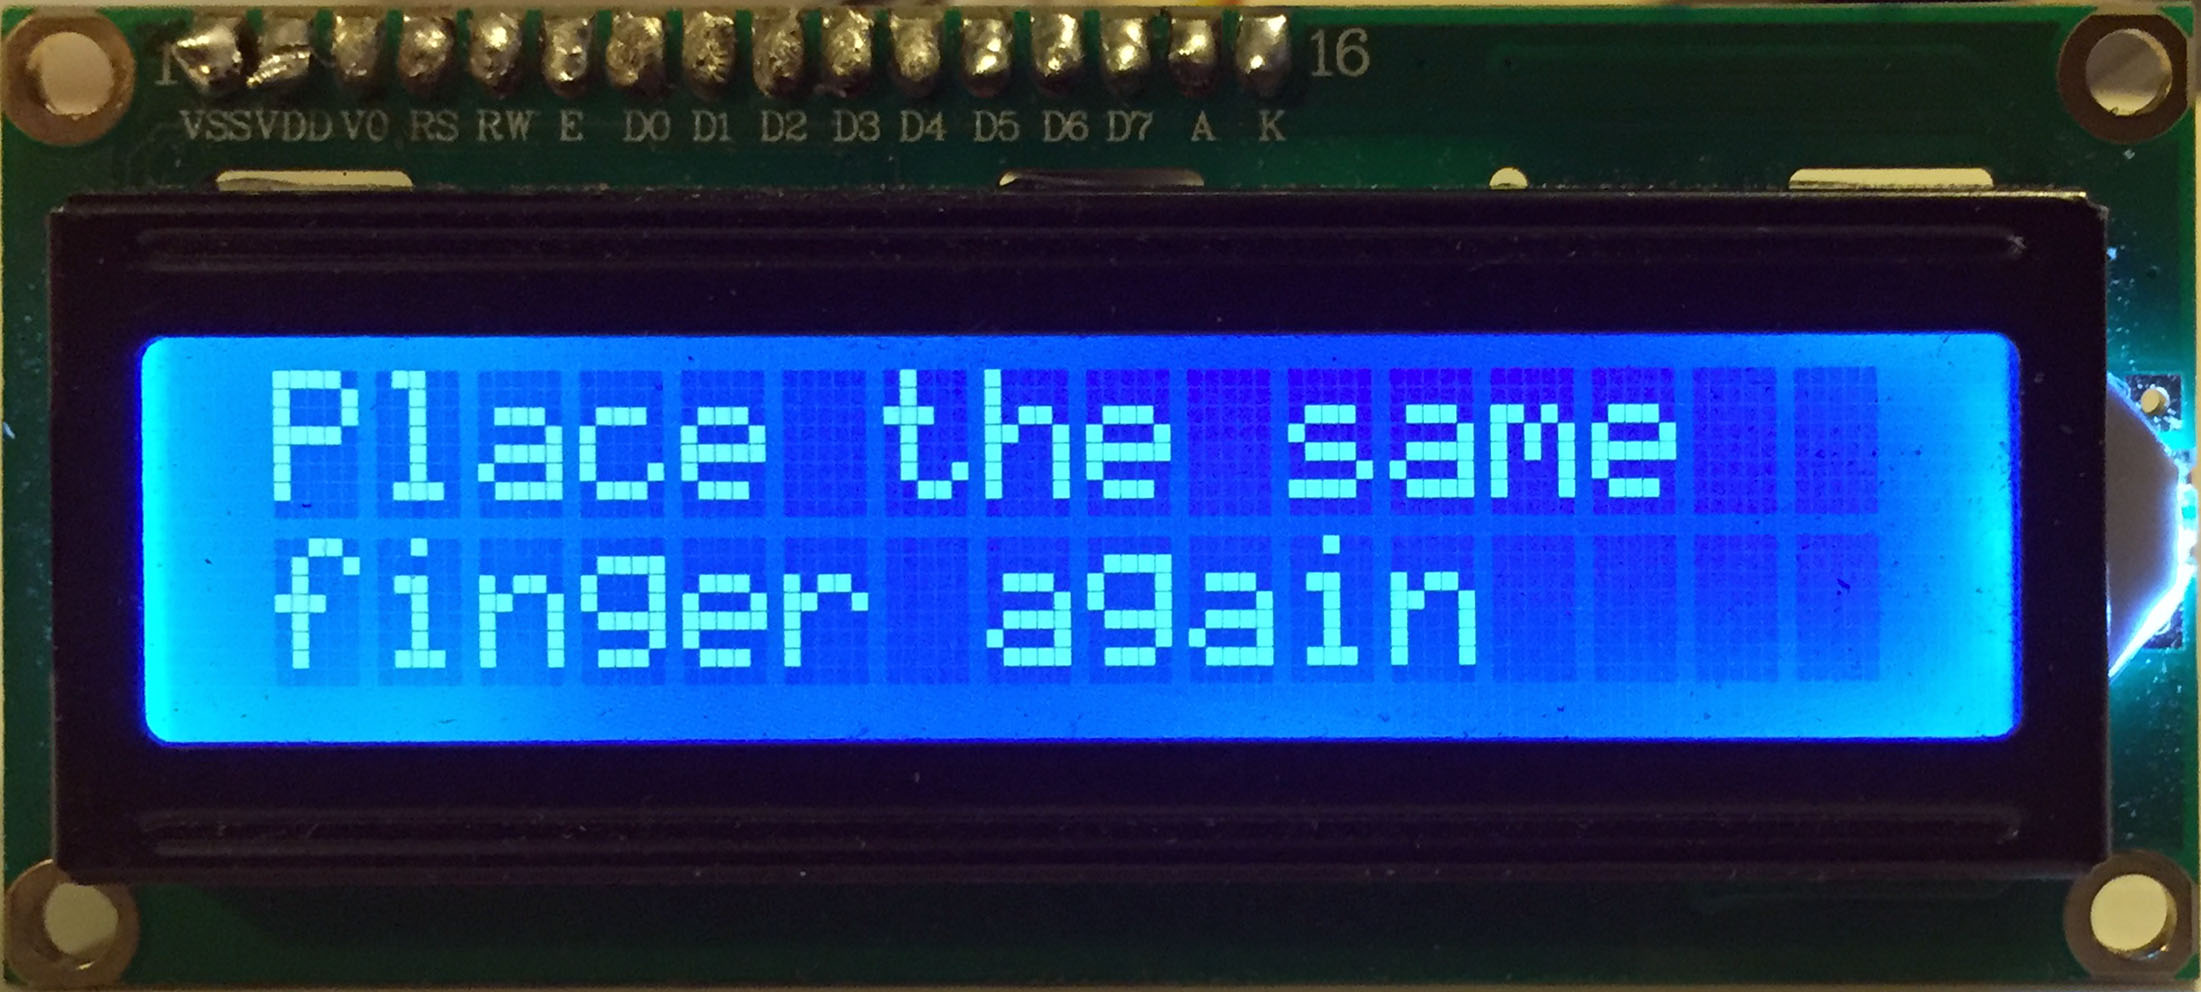 1 16
VSS VDD V0 RS RW E D0 D1 D2 D3 D4 D5 D6 D7 A K
Place the same
finger again